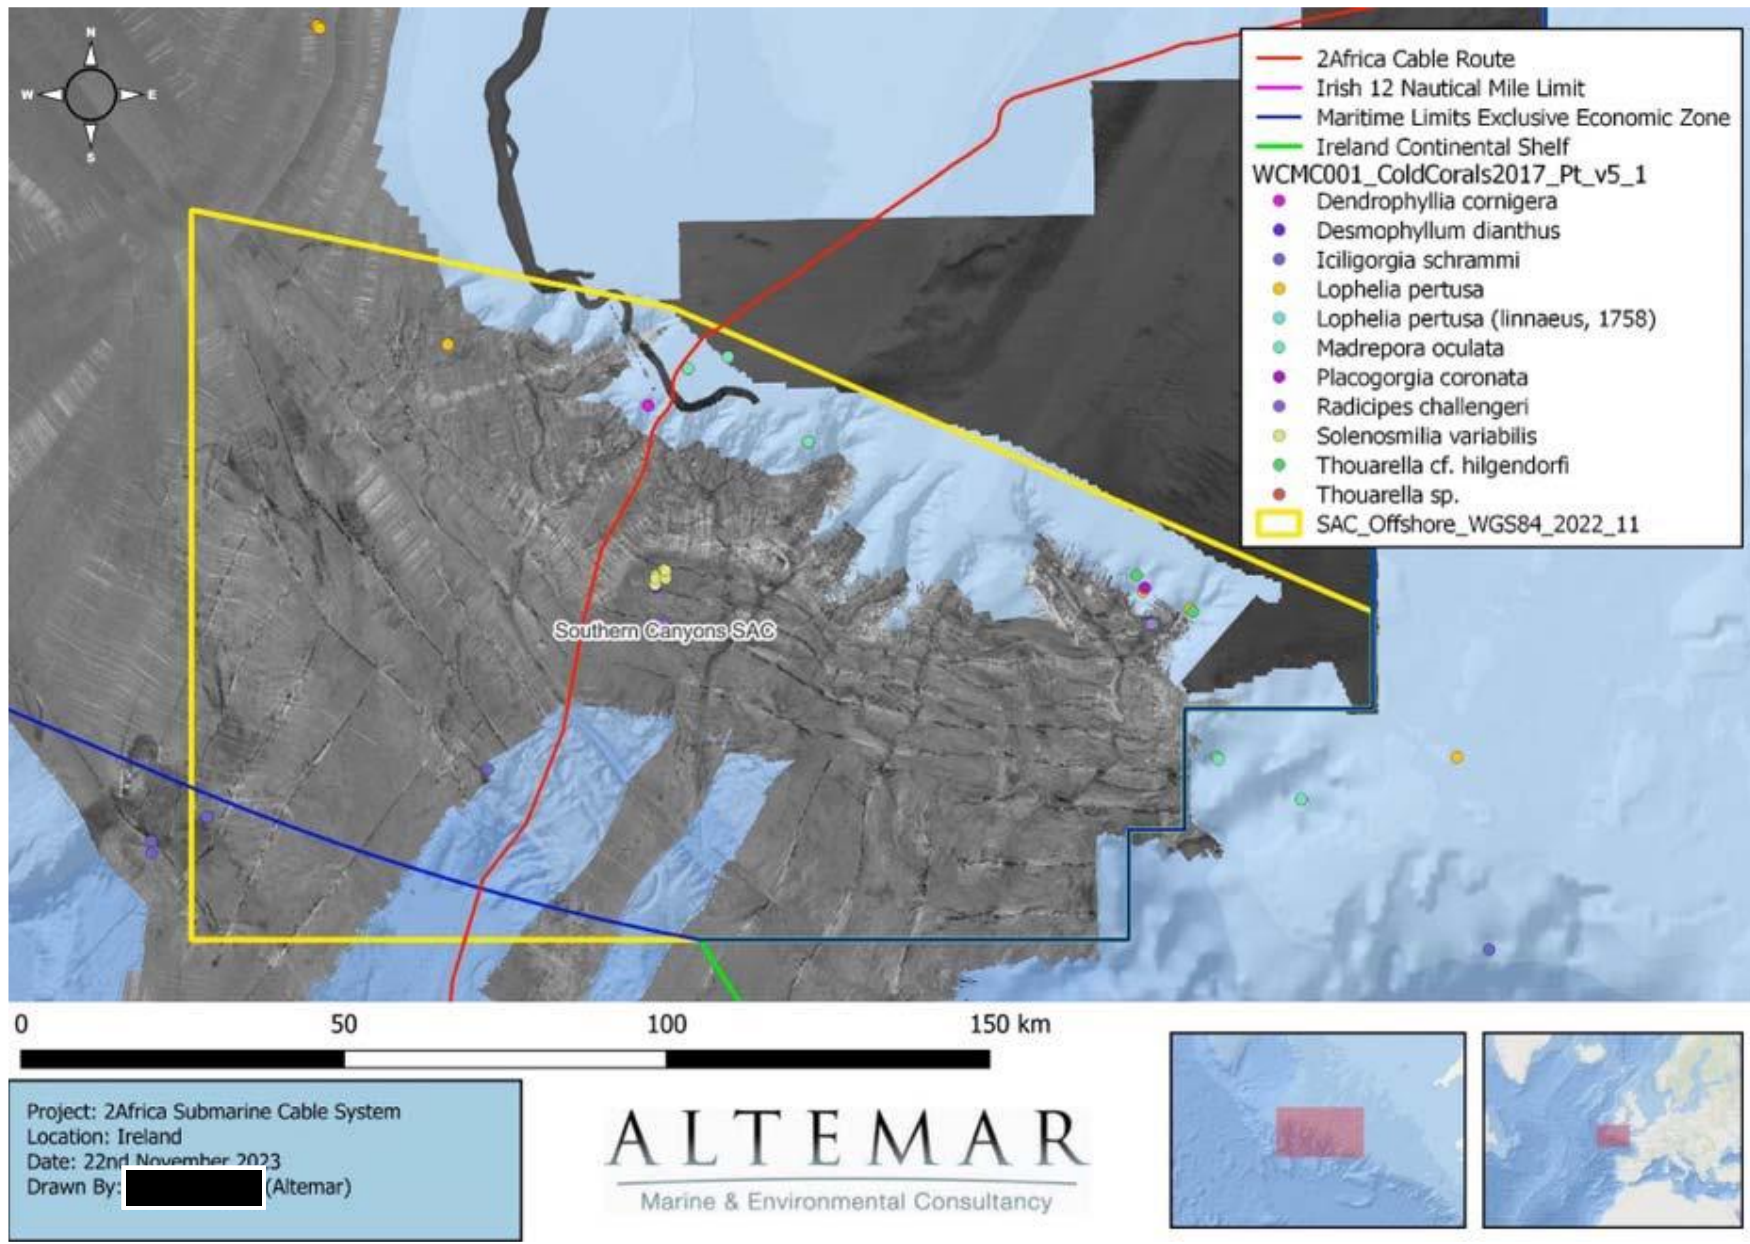 N
W
E
S
2Africa Cable Route
Irish 12 Nautical Mile Limit
Maritime Limits Exclusive Economic Zone
Ireland Continental Shelf
WCMC001_ColdCorals2017_Pt_v5_1
Dendrophyllia cornigera
Desmophyllum dianthus
Iciligorgia schrammi
Lophelia pertusa
Lophelia pertusa (linnaeus, 1758)
Madrepora oculata
Placogorgia coronata
Radicipes challengeri
Solenosmilia variabilis
Thouarella cf. hilgendorfi
Thouarella sp.
SAC_Offshore_WGS84_2022_11
Southern Canyons SAC
0 50 100 150 km
Project: 2Africa Submarine Cable System
Location: Ireland
Date: 22nd November 2023
Drawn By: (Altemar)
ALTEMAR
Marine & Environmental Consultancy